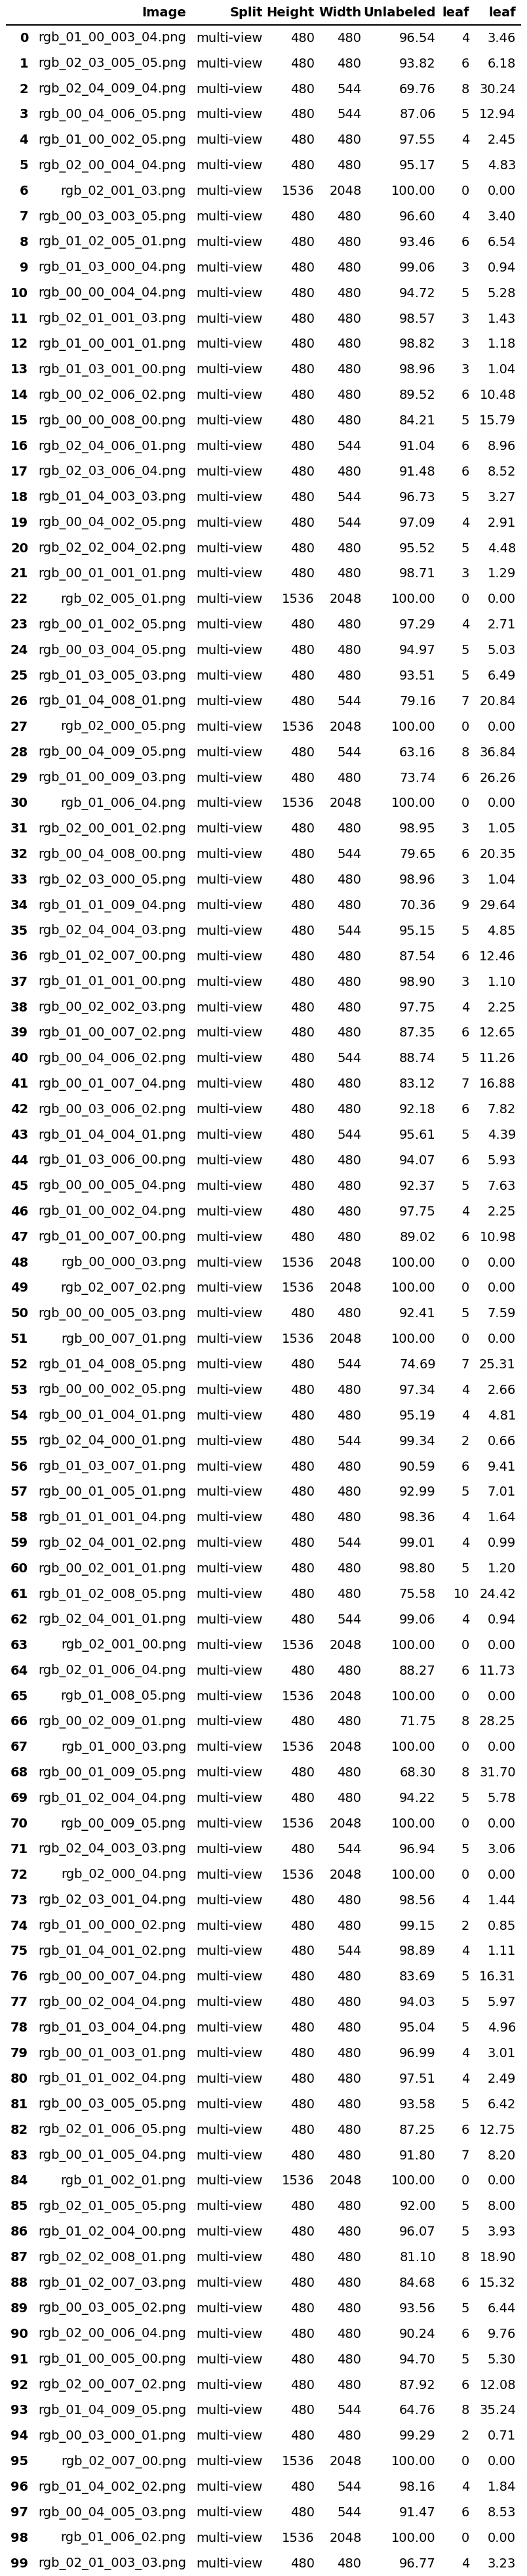 Image Split Height Width Unlabeled leaf leaf
0 rgb_01_00_003_04.png multi-view 480 480 96.54 4 3.46
1 rgb_02_03_005_05.png multi-view 480 480 93.82 6 6.18
2 rgb_02_04_009_04.png multi-view 480 544 69.76 8 30.24
3 rgb_00_04_006_05.png multi-view 480 544 87.06 5 12.94
4 rgb_01_00_002_05.png multi-view 480 480 97.55 4 2.45
5 rgb_02_00_004_04.png multi-view 480 480 95.17 5 4.83
6 rgb_02_001_03.png multi-view 1536 2048 100.00 0 0.00
7 rgb_00_03_003_05.png multi-view 480 480 96.60 4 3.40
8 rgb_01_02_005_01.png multi-view 480 480 93.46 6 6.54
9 rgb_01_03_000_04.png multi-view 480 480 99.06 3 0.94
10 rgb_00_00_004_04.png multi-view 480 480 94.72 5 5.28
11 rgb_02_01_001_03.png multi-view 480 480 98.57 3 1.43
12 rgb_01_00_001_01.png multi-view 480 480 98.82 3 1.18
13 rgb_01_03_001_00.png multi-view 480 480 98.96 3 1.04
14 rgb_00_02_006_02.png multi-view 480 480 89.52 6 10.48
15 rgb_00_00_008_00.png multi-view 480 480 84.21 5 15.79
16 rgb_02_04_006_01.png multi-view 480 544 91.04 6 8.96
17 rgb_02_03_006_04.png multi-view 480 480 91.48 6 8.52
18 rgb_01_04_003_03.png multi-view 480 544 96.73 5 3.27
19 rgb_00_04_002_05.png multi-view 480 544 97.09 4 2.91
20 rgb_02_02_004_02.png multi-view 480 480 95.52 5 4.48
21 rgb_00_01_001_01.png multi-view 480 480 98.71 3 1.29
22 rgb_02_005_01.png multi-view 1536 2048 100.00 0 0.00
23 rgb_00_01_002_05.png multi-view 480 480 97.29 4 2.71
24 rgb_00_03_004_05.png multi-view 480 480 94.97 5 5.03
25 rgb_01_03_005_03.png multi-view 480 480 93.51 5 6.49
26 rgb_01_04_008_01.png multi-view 480 544 79.16 7 20.84
27 rgb_02_000_05.png multi-view 1536 2048 100.00 0 0.00
28 rgb_00_04_009_05.png multi-view 480 544 63.16 8 36.84
29 rgb_01_00_009_03.png multi-view 480 480 73.74 6 26.26
30 rgb_01_006_04.png multi-view 1536 2048 100.00 0 0.00
31 rgb_02_00_001_02.png multi-view 480 480 98.95 3 1.05
32 rgb_00_04_008_00.png multi-view 480 544 79.65 6 20.35
33 rgb_02_03_000_05.png multi-view 480 480 98.96 3 1.04
34 rgb_01_01_009_04.png multi-view 480 480 70.36 9 29.64
35 rgb_02_04_004_03.png multi-view 480 544 95.15 5 4.85
36 rgb_01_02_007_00.png multi-view 480 480 87.54 6 12.46
37 rgb_01_01_001_00.png multi-view 480 480 98.90 3 1.10
38 rgb_00_02_002_03.png multi-view 480 480 97.75 4 2.25
39 rgb_01_00_007_02.png multi-view 480 480 87.35 6 12.65
40 rgb_00_04_006_02.png multi-view 480 544 88.74 5 11.26
41 rgb_00_01_007_04.png multi-view 480 480 83.12 7 16.88
42 rgb_00_03_006_02.png multi-view 480 480 92.18 6 7.82
43 rgb_01_04_004_01.png multi-view 480 544 95.61 5 4.39
44 rgb_01_03_006_00.png multi-view 480 480 94.07 6 5.93
45 rgb_00_00_005_04.png multi-view 480 480 92.37 5 7.63
46 rgb_01_00_002_04.png multi-view 480 480 97.75 4 2.25
47 rgb_01_00_007_00.png multi-view 480 480 89.02 6 10.98
48 rgb_00_000_03.png multi-view 1536 2048 100.00 0 0.00
49 rgb_02_007_02.png multi-view 1536 2048 100.00 0 0.00
50 rgb_00_00_005_03.png multi-view 480 480 92.41 5 7.59
51 rgb_00_007_01.png multi-view 1536 2048 100.00 0 0.00
52 rgb_01_04_008_05.png multi-view 480 544 74.69 7 25.31
53 rgb_00_00_002_05.png multi-view 480 480 97.34 4 2.66
54 rgb_00_01_004_01.png multi-view 480 480 95.19 4 4.81
55 rgb_02_04_000_01.png multi-view 480 544 99.34 2 0.66
56 rgb_01_03_007_01.png multi-view 480 480 90.59 6 9.41
57 rgb_00_01_005_01.png multi-view 480 480 92.99 5 7.01
58 rgb_01_01_001_04.png multi-view 480 480 98.36 4 1.64
59 rgb_02_04_001_02.png multi-view 480 544 99.01 4 0.99
60 rgb_00_02_001_01.png multi-view 480 480 98.80 5 1.20
61 rgb_01_02_008_05.png multi-view 480 480 75.58 10 24.42
62 rgb_02_04_001_01.png multi-view 480 544 99.06 4 0.94
63 rgb_02_001_00.png multi-view 1536 2048 100.00 0 0.00
64 rgb_02_01_006_04.png multi-view 480 480 88.27 6 11.73
65 rgb_01_008_05.png multi-view 1536 2048 100.00 0 0.00
66 rgb_00_02_009_01.png multi-view 480 480 71.75 8 28.25
67 rgb_01_000_03.png multi-view 1536 2048 100.00 0 0.00
68 rgb_00_01_009_05.png multi-view 480 480 68.30 8 31.70
69 rgb_01_02_004_04.png multi-view 480 480 94.22 5 5.78
70 rgb_00_009_05.png multi-view 1536 2048 100.00 0 0.00
71 rgb_02_04_003_03.png multi-view 480 544 96.94 5 3.06
72 rgb_02_000_04.png multi-view 1536 2048 100.00 0 0.00
73 rgb_02_03_001_04.png multi-view 480 480 98.56 4 1.44
74 rgb_01_00_000_02.png multi-view 480 480 99.15 2 0.85
75 rgb_01_04_001_02.png multi-view 480 544 98.89 4 1.11
76 rgb_00_00_007_04.png multi-view 480 480 83.69 5 16.31
77 rgb_00_02_004_04.png multi-view 480 480 94.03 5 5.97
78 rgb_01_03_004_04.png multi-view 480 480 95.04 5 4.96
79 rgb_00_01_003_01.png multi-view 480 480 96.99 4 3.01
80 rgb_01_01_002_04.png multi-view 480 480 97.51 4 2.49
81 rgb_00_03_005_05.png multi-view 480 480 93.58 5 6.42
82 rgb_02_01_006_05.png multi-view 480 480 87.25 6 12.75
83 rgb_00_01_005_04.png multi-view 480 480 91.80 7 8.20
84 rgb_01_002_01.png multi-view 1536 2048 100.00 0 0.00
85 rgb_02_01_005_05.png multi-view 480 480 92.00 5 8.00
86 rgb_01_02_004_00.png multi-view 480 480 96.07 5 3.93
87 rgb_02_02_008_01.png multi-view 480 480 81.10 8 18.90
88 rgb_01_02_007_03.png multi-view 480 480 84.68 6 15.32
89 rgb_00_03_005_02.png multi-view 480 480 93.56 5 6.44
90 rgb_02_00_006_04.png multi-view 480 480 90.24 6 9.76
91 rgb_01_00_005_00.png multi-view 480 480 94.70 5 5.30
92 rgb_02_00_007_02.png multi-view 480 480 87.92 6 12.08
93 rgb_01_04_009_05.png multi-view 480 544 64.76 8 35.24
94 rgb_00_03_000_01.png multi-view 480 480 99.29 2 0.71
95 rgb_02_007_00.png multi-view 1536 2048 100.00 0 0.00
96 rgb_01_04_002_02.png multi-view 480 544 98.16 4 1.84
97 rgb_00_04_005_03.png multi-view 480 544 91.47 6 8.53
98 rgb_01_006_02.png multi-view 1536 2048 100.00 0 0.00
99 rgb_02_01_003_03.png multi-view 480 480 96.77 4 3.23